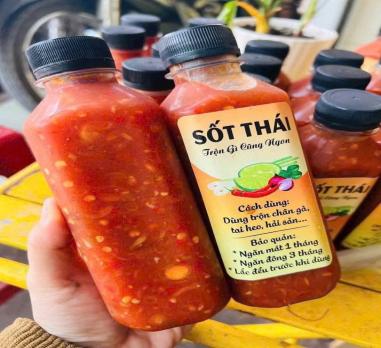 SỐT THÁI
Trộn Gì Cũng Ngon
Cách dùng:
Dùng trộn chân gà,
tai heo, hải sản...
Bảo quản:
* Ngăn mát 1 tháng
* Ngăn đông 3 tháng
* Lắc đều trước khi dùng
SỐT THÁI